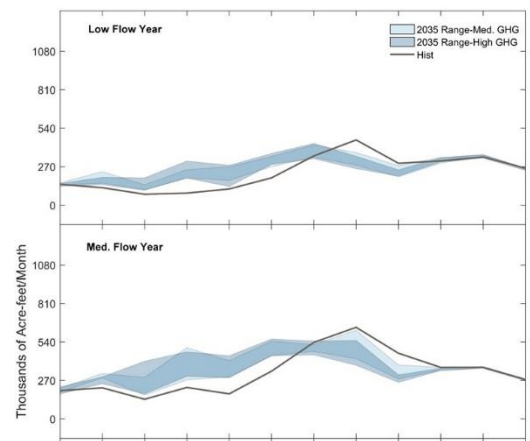 Low Flow Year
2035 Range-Med. GHG
2035 Range-High GHG
Hist
1080
810
540
270
0
Med. Flow Year
1080
810
540
270
0
Thousands of Acre-feet/Month